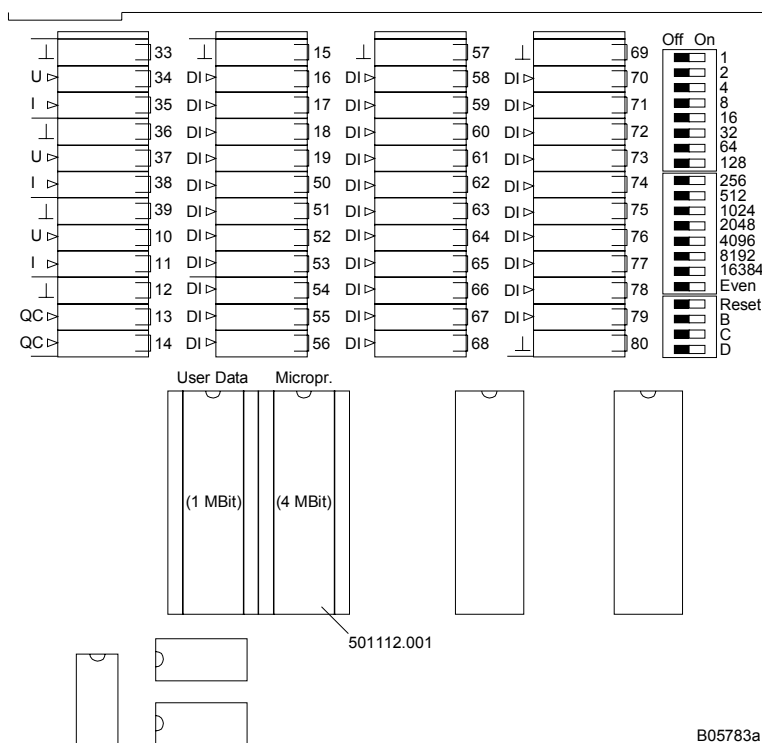 Off On
⊥ 33 ⊥ 15 ⊥ 57 ⊥ 69 1
U ▷ 34 DI ▷ 16 DI ▷ 58 DI ▷ 70 2
I ▷ 35 DI ▷ 17 DI ▷ 59 DI ▷ 71 4
⊥ 36 DI ▷ 18 DI ▷ 60 DI ▷ 72 8
U ▷ 37 DI ▷ 19 DI ▷ 61 DI ▷ 73 16
I ▷ 38 DI ▷ 50 DI ▷ 62 DI ▷ 74 32
⊥ 39 DI ▷ 51 DI ▷ 63 DI ▷ 75 64
U ▷ 10 DI ▷ 52 DI ▷ 64 DI ▷ 76 128
I ▷ 11 DI ▷ 53 DI ▷ 65 DI ▷ 77 256
⊥ 12 DI ▷ 54 DI ▷ 66 DI ▷ 78 512
QC ▷ 13 DI ▷ 55 DI ▷ 67 DI ▷ 79 1024
QC ▷ 14 DI ▷ 56 DI ▷ 68 ⊥ 80 2048
4096
8192
16384
Even
Reset
B
C
D
User Data Micropr.
(1 MBit) (4 MBit)
501112.001
B05783a